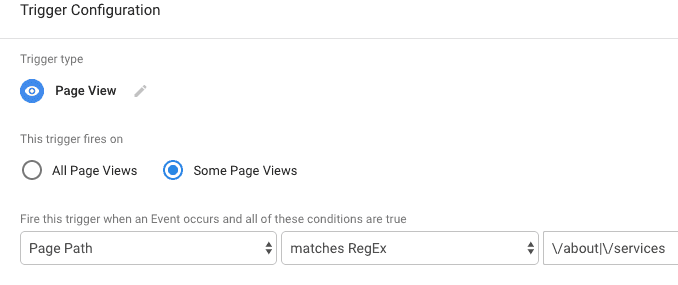 Trigger Configuration
Trigger type
Page View
This trigger fires on
All Page Views Some Page Views
Fire this trigger when an Event occurs and all of these conditions are true
Page Path matches RegEx \/about|\/services